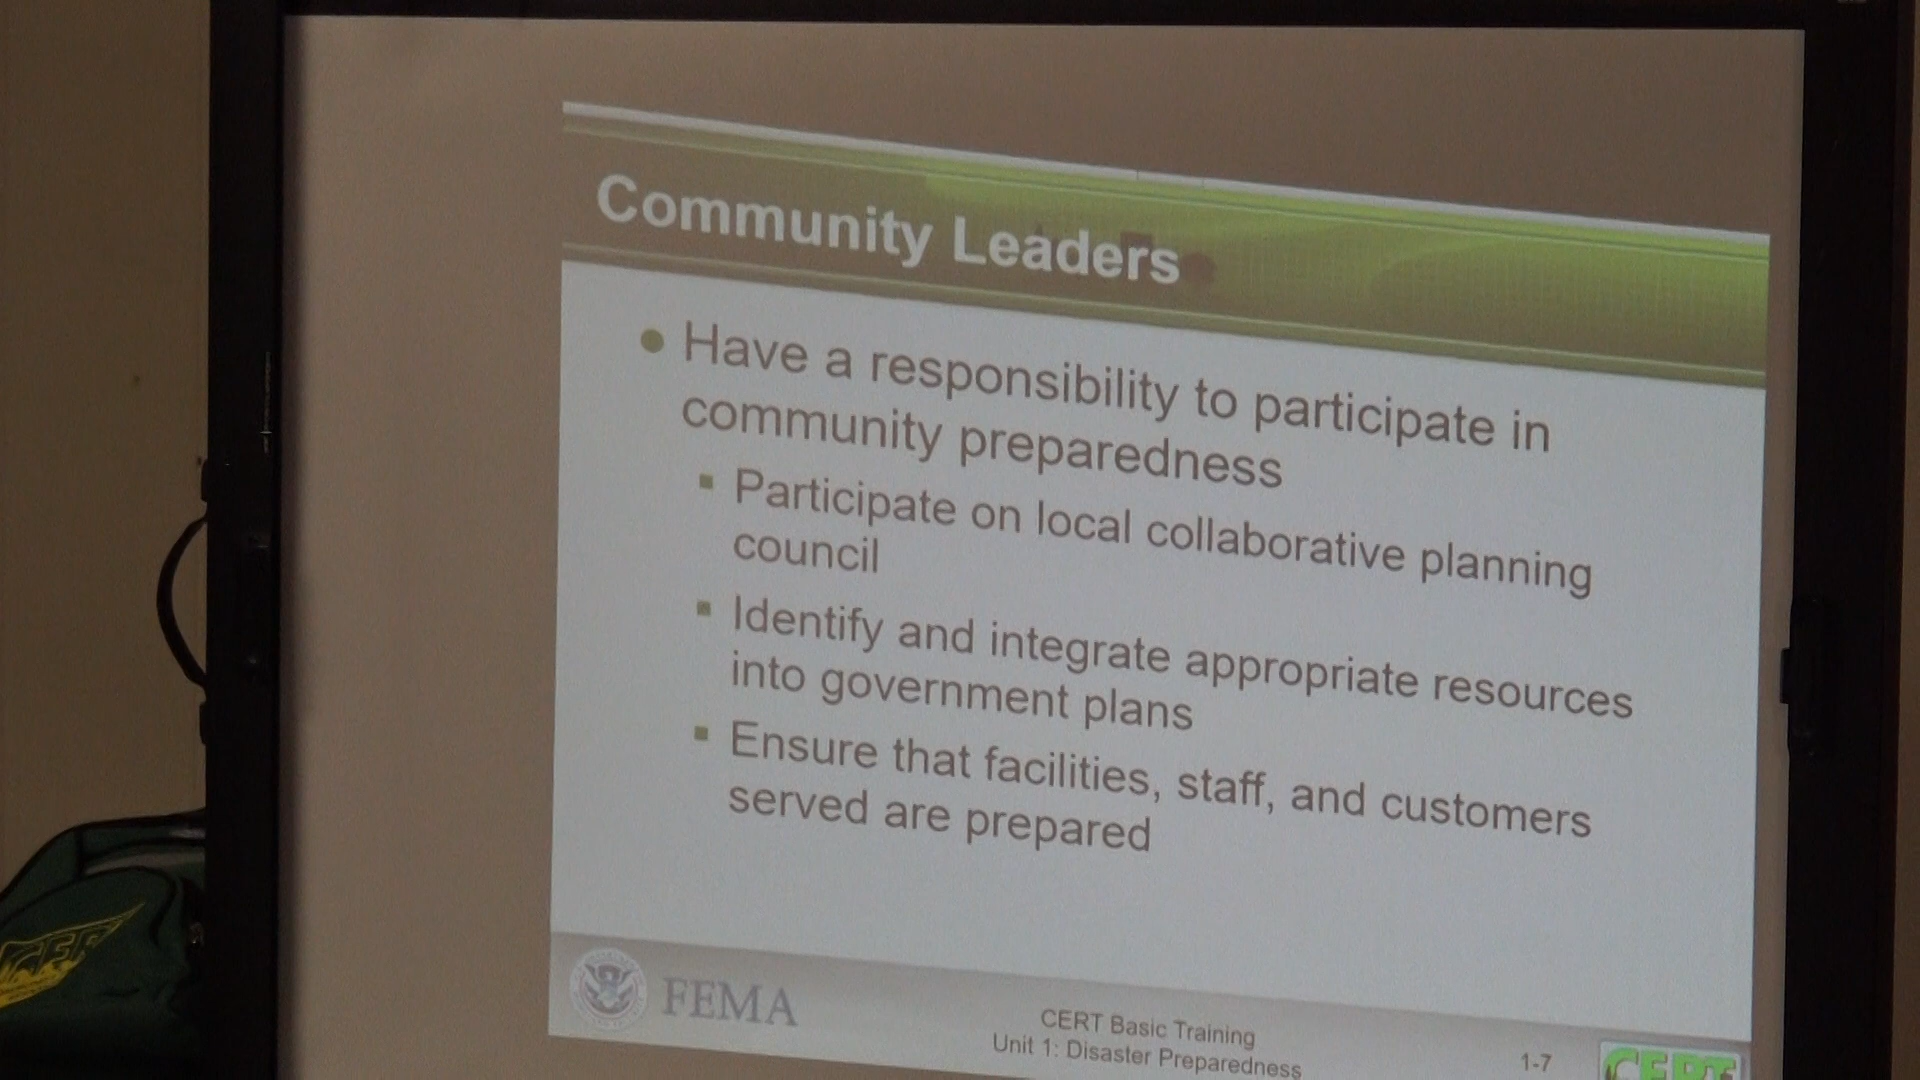 Community Leaders
Have a responsibility to participate in
community preparedness
Participate on local collaborative planning
council
Identify and integrate appropriate resources
into government plans
Ensure that facilities, staff, and customers
served are prepared
FEMA
CERT Basic Training
Unit 1: Disaster Preparedness
1-7
CERT